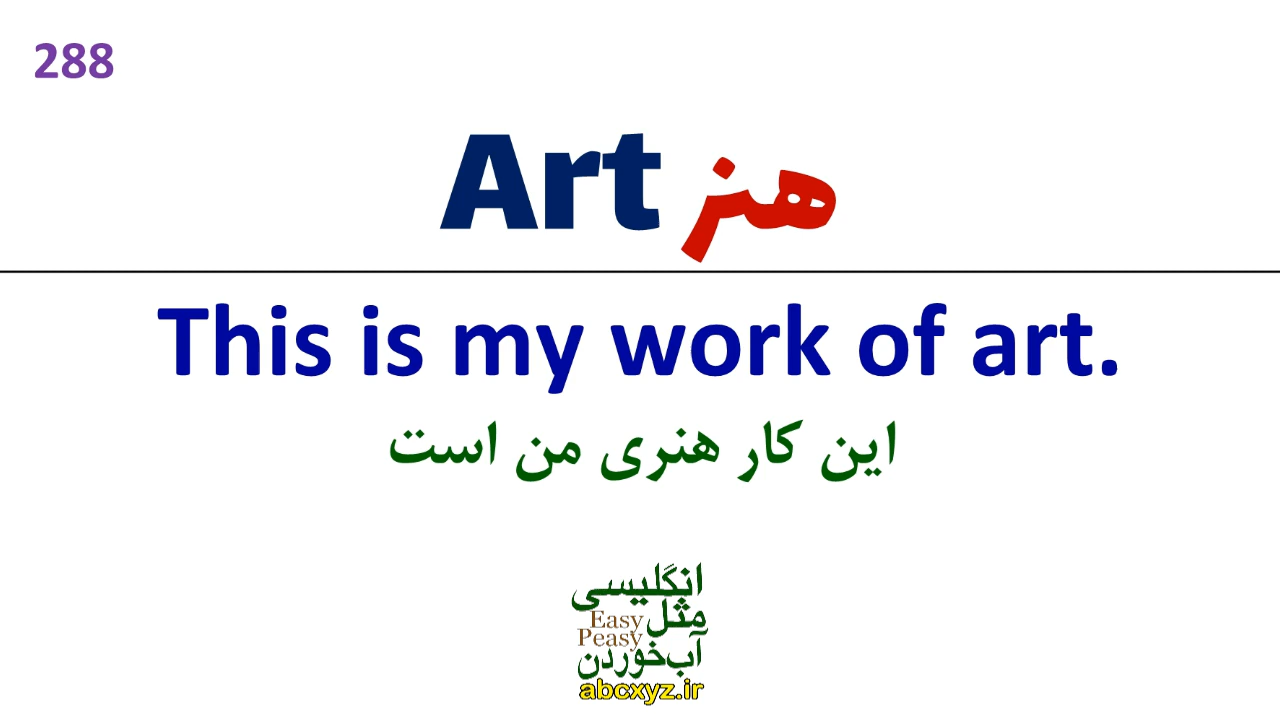 288
Art هنر
This is my work of art.
این کار هنری من است
انگلیسی
مثل
Easy
Peasy
آب‌خوردن
abcxyz.ir